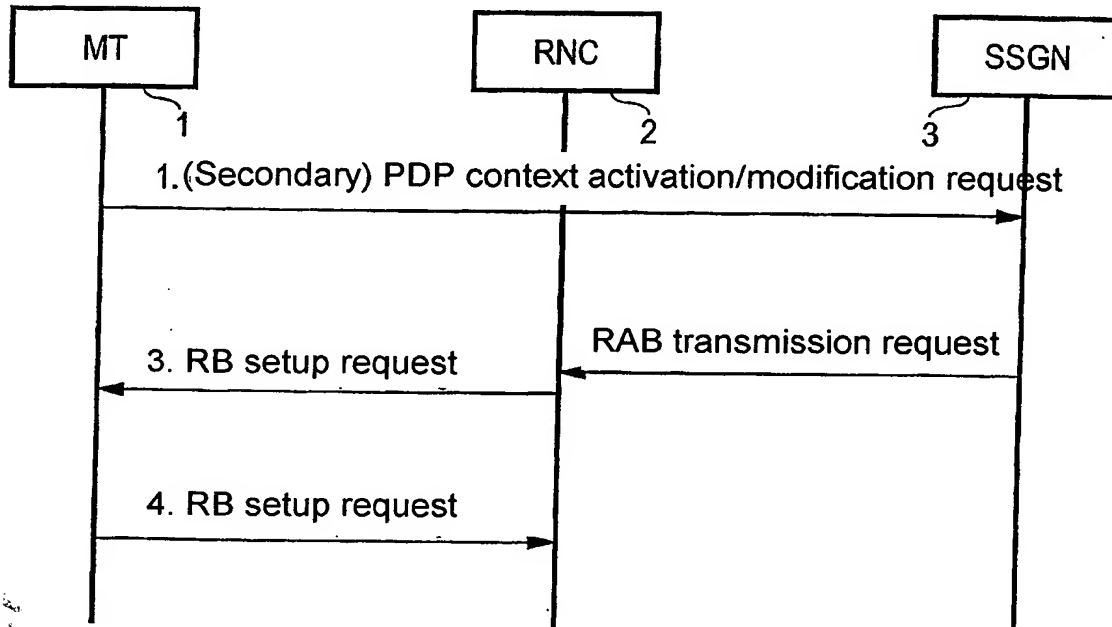 MT
RNC
SSGN
1
2
3
1.(Secondary) PDP context activation/modification request
RAB transmission request
3. RB setup request
4. RB setup request